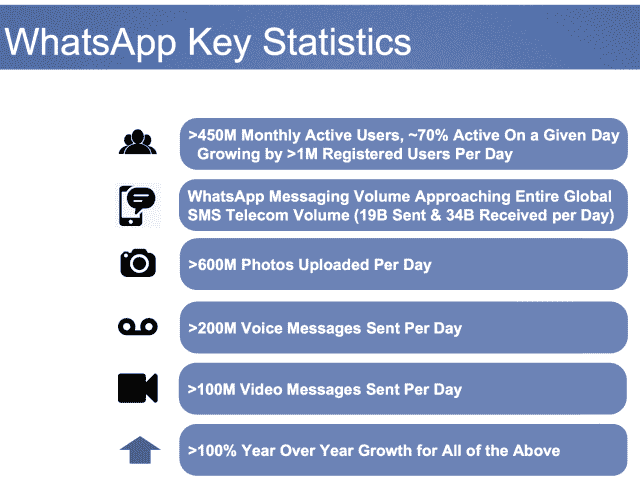 WhatsApp Key Statistics
>450M Monthly Active Users, ~70% Active On a Given Day
Growing by >1M Registered Users Per Day
WhatsApp Messaging Volume Approaching Entire Global
SMS Telecom Volume (19B Sent & 34B Received per Day)
>600M Photos Uploaded Per Day
>200M Voice Messages Sent Per Day
>100M Video Messages Sent Per Day
>100% Year Over Year Growth for All of the Above